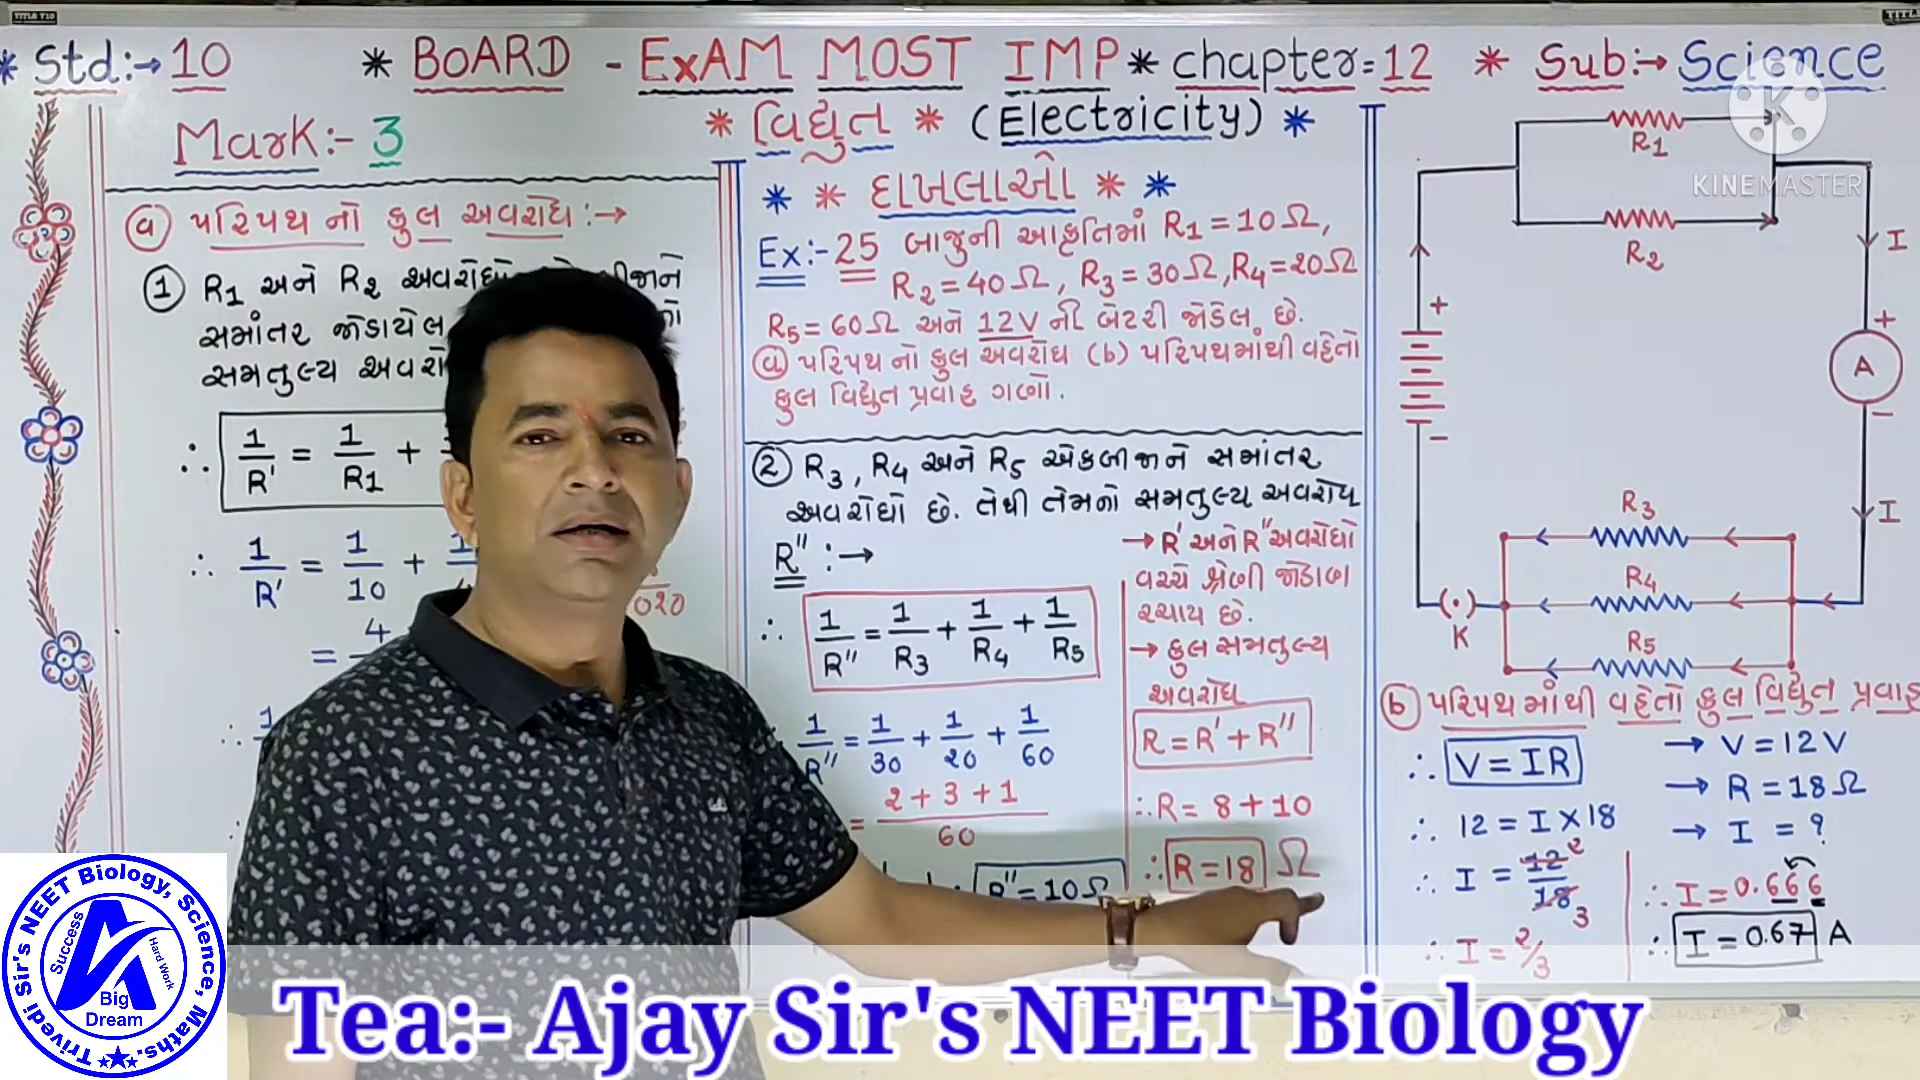 * Std:→10 * BOARD - EXAM MOST IMP * chapter=12 * Sub:→ Science
Mark:- 3
* વિદ્યુત * (Electricity) *
* * દાખલાઓ * *
KINEMASTER
ⓐ પરિપથ નો કુલ અવરોધ :→
① R1 અને R2 અવરોધો
સમાંતર જોડાયેલ
સમતુલ્ય અવરો
∴ 1/R' = 1/R1 +
∴ 1/R' = 1/10 +
= 4
Ex:- 25 બાજુની આકૃતિમાં R1 = 10Ω,
R2 = 40Ω, R3 = 30Ω, R4 = 20Ω
R5 = 60Ω અને 12V ની બેટરી જોડેલ છે.
ⓐ પરિપથ નો કુલ અવરોધ (b) પરિપથમાંથી વહેતો
કુલ વિદ્યુત પ્રવાહ ગણો.
② R3, R4 અને R5 એકબીજાને સમાંતર
અવરોધો છે. તેથી તેમનો સમતુલ્ય અવરોધ
R'' :→
∴ 1/R'' = 1/R3 + 1/R4 + 1/R5
1/R'' = 1/30 + 1/20 + 1/60
= 2 + 3 + 1 / 60
R'' = 10Ω
→ R' અને R'' અવરોધો
વચ્ચે શ્રેણી જોડાણ
રચાય છે.
→ કુલ સમતુલ્ય
અવરોધ
R = R' + R''
∴ R = 8 + 10
∴ R = 18 Ω
R1
R2
I
+
+
A
-
-
I
R3
R4
R5
K
ⓑ પરિપથમાંથી વહેતો કુલ વિદ્યુત પ્રવાહ
∴ V = IR
→ V = 12V
→ R = 18Ω
→ I = ?
∴ 12 = I × 18
∴ I = 12/18 2 3
∴ I = 2/3
∴ I = 0.666
∴ I = 0.67 A
Trivedi Sir's NEET Biology, Science, Maths.
Success
Hard Work
Big
Dream
Tea:- Ajay Sir's NEET Biology